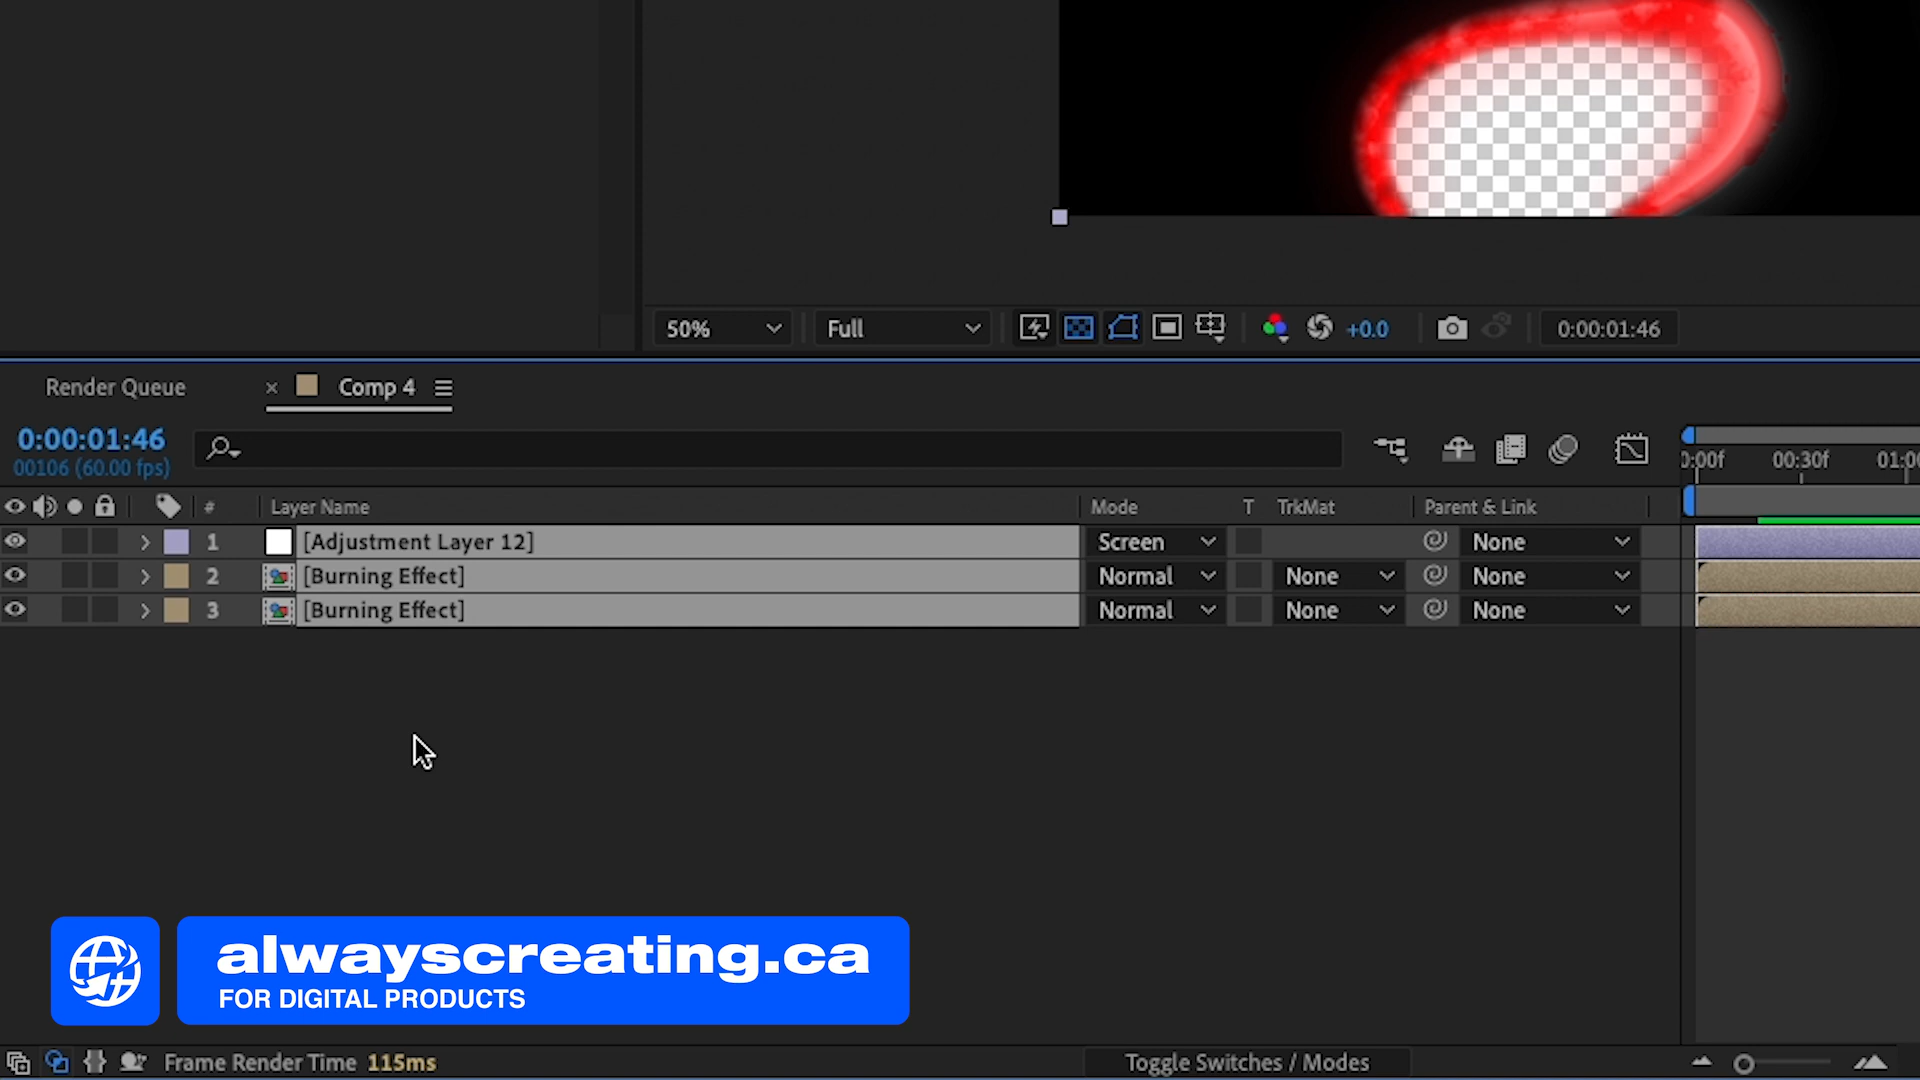 50%
Full
+0.0
0:00:01:46
Render Queue
× Comp 4
0:00:01:46
00106 (60.00 fps)
0:00f 00:30f 01:00
# Layer Name Mode T TrkMat Parent & Link
1 [Adjustment Layer 12] Screen None
2 [Burning Effect] Normal None None
3 [Burning Effect] Normal None None
alwayscreating.ca
FOR DIGITAL PRODUCTS
Frame Render Time 115ms
Toggle Switches / Modes